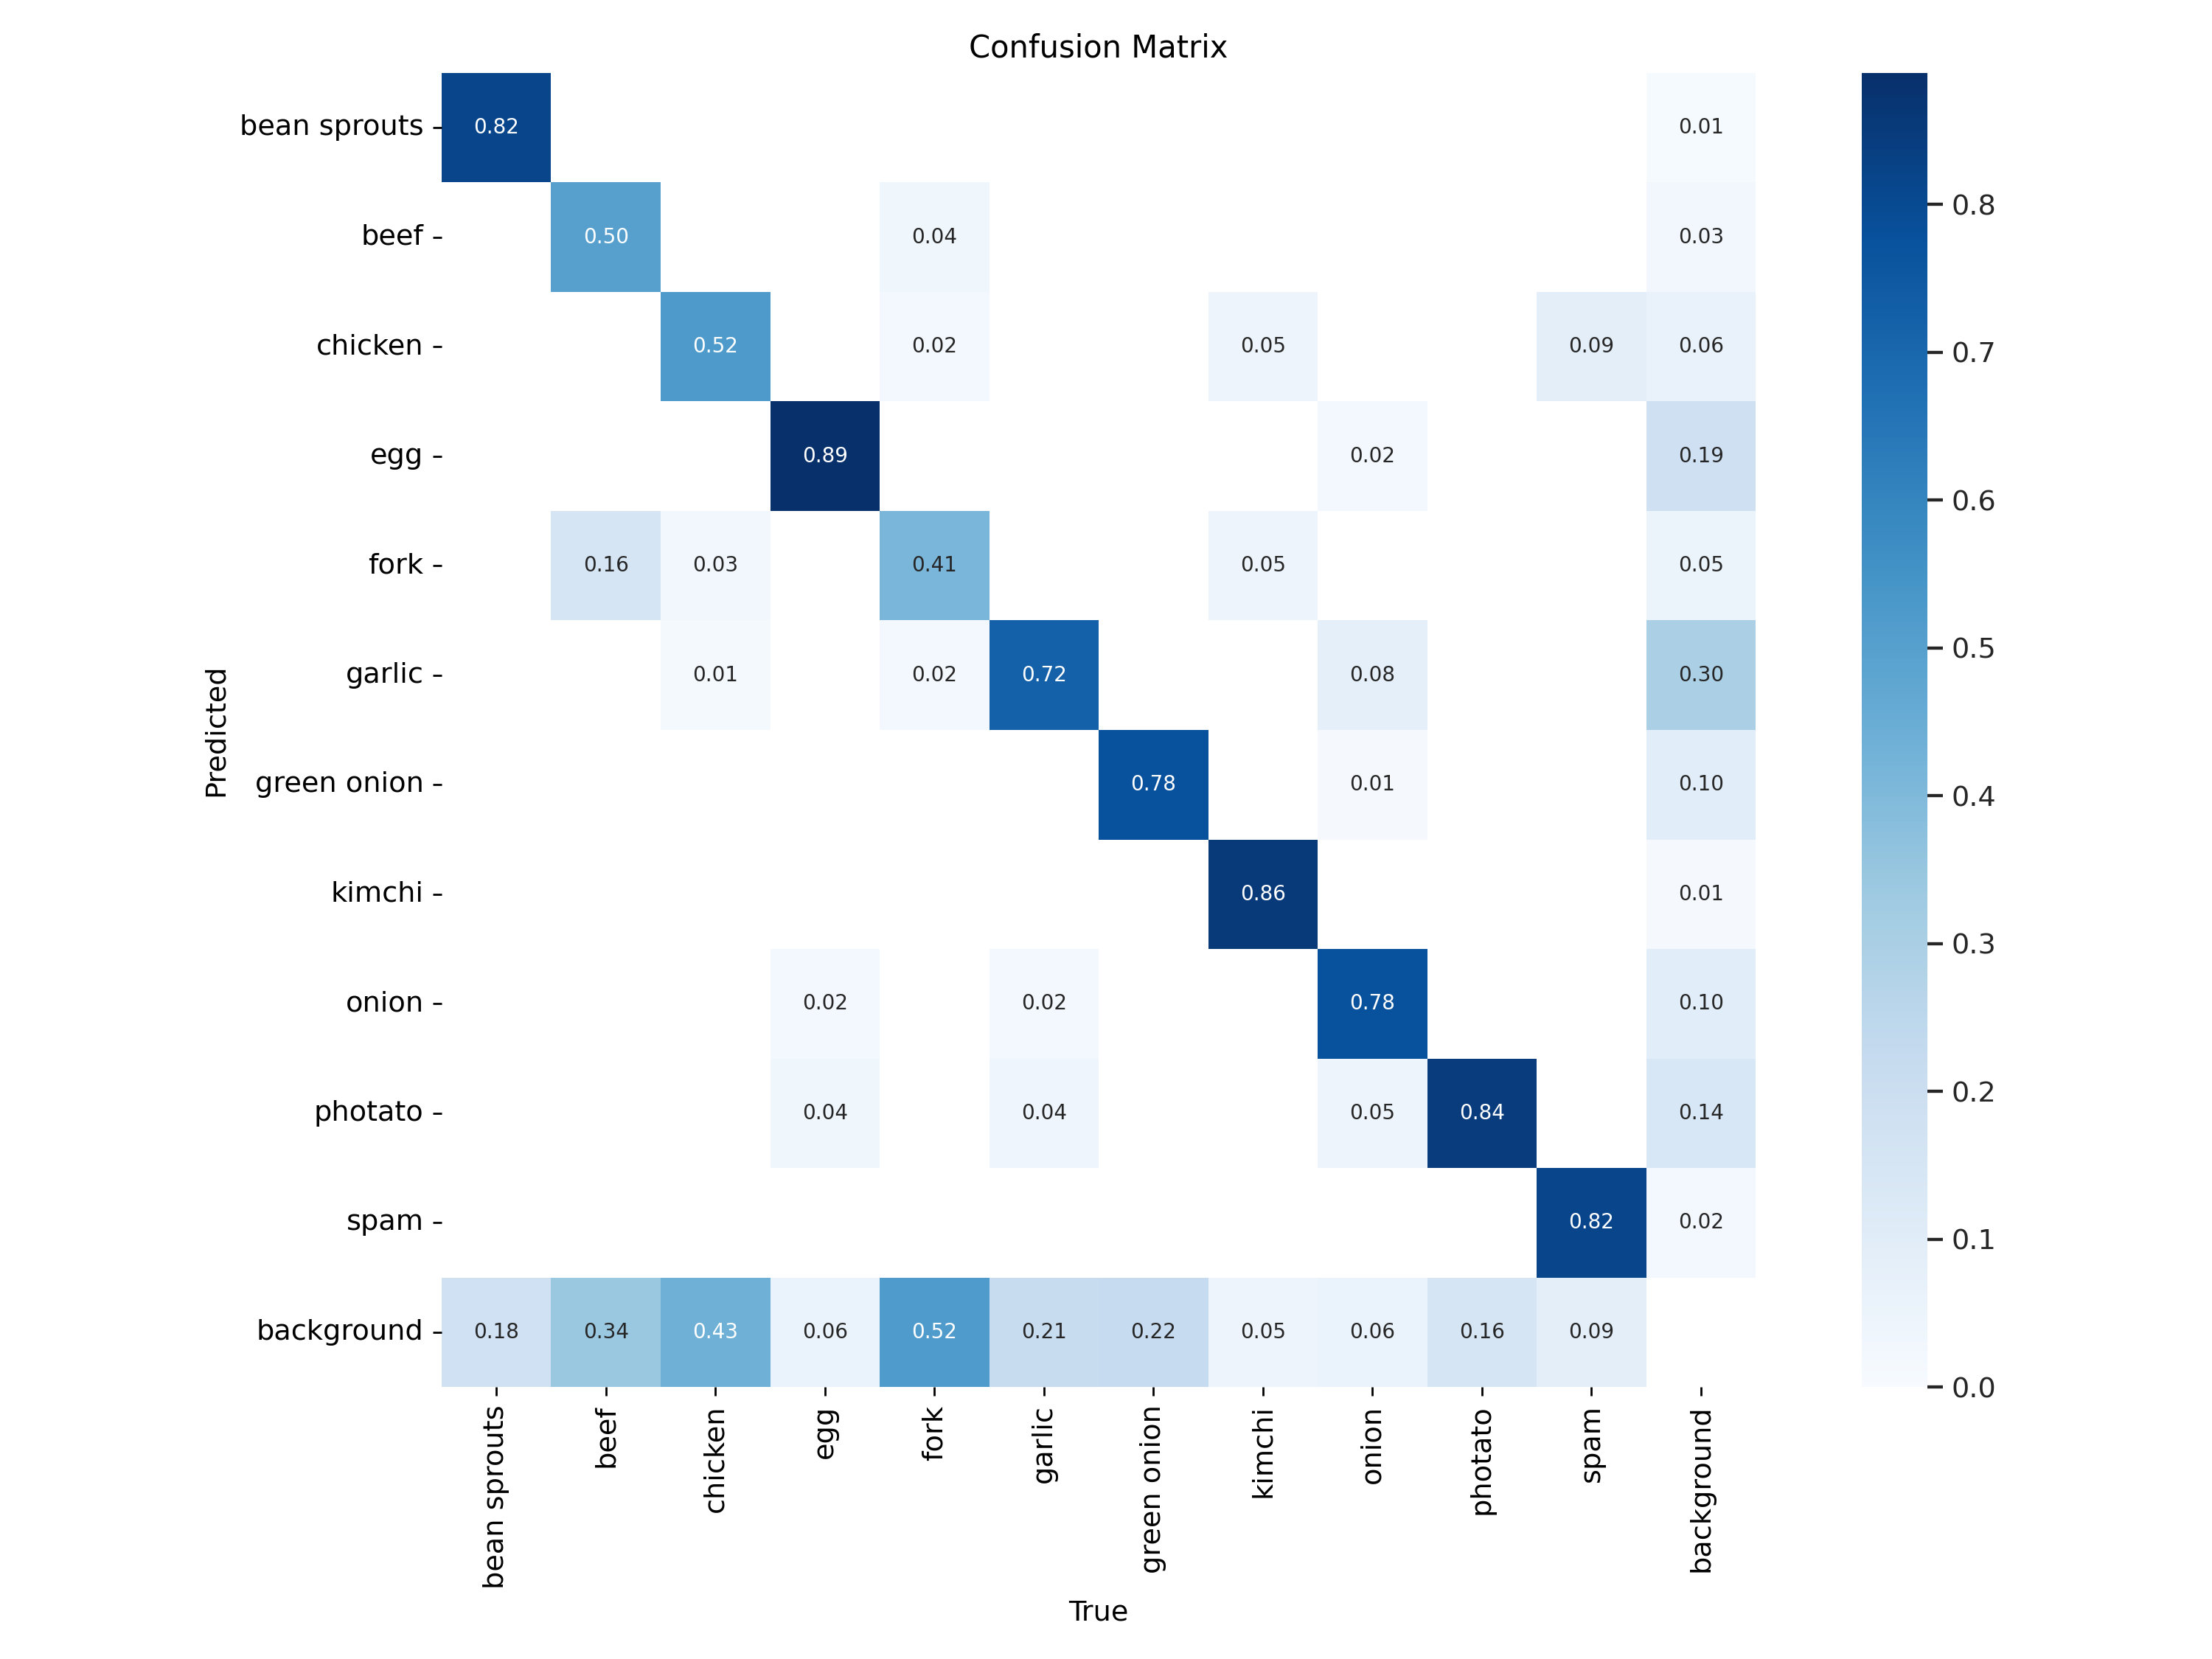 Confusion Matrix
bean sprouts 0.82 0.01
beef 0.50 0.04 0.03
chicken 0.52 0.02 0.05 0.09 0.06
egg 0.89 0.02 0.19
fork 0.16 0.03 0.41 0.05 0.05
garlic 0.01 0.02 0.72 0.08 0.30
green onion 0.78 0.01 0.10
kimchi 0.86 0.01
onion 0.02 0.02 0.78 0.10
photato 0.04 0.04 0.05 0.84 0.14
spam 0.82 0.02
background 0.18 0.34 0.43 0.06 0.52 0.21 0.22 0.05 0.06 0.16 0.09
Predicted
bean sprouts
beef
chicken
egg
fork
garlic
green onion
kimchi
onion
photato
spam
background
True
0.8
0.7
0.6
0.5
0.4
0.3
0.2
0.1
0.0